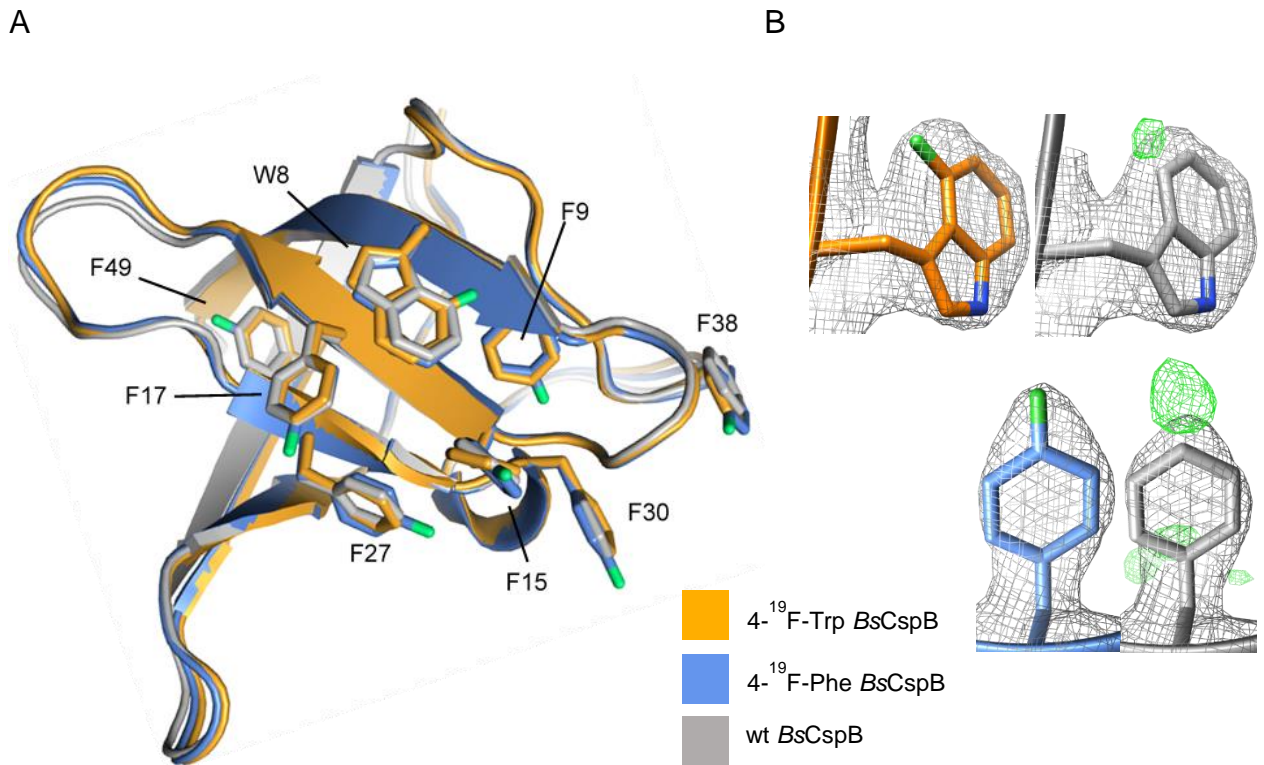 A
B
W8
F9
F49
F38
F17
F30
F27
F15
4-¹⁹F-Trp BsCspB
4-¹⁹F-Phe BsCspB
wt BsCspB